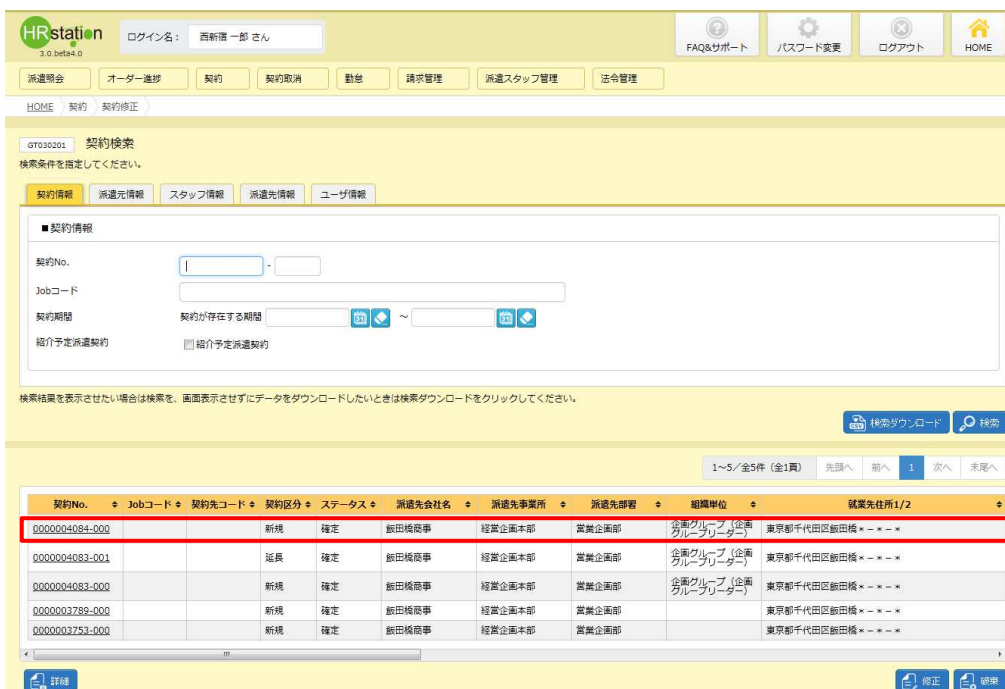 HRstation
3.0.beta4.0
ログイン名： 西新宿 一郎 さん
FAQ&サポート パスワード変更 ログアウト HOME
派遣照会 オーダー進捗 契約 契約取消 勤怠 請求管理 派遣スタッフ管理 法令管理
HOME 契約 契約修正
GT030201 契約検索
検索条件を指定してください。
契約情報 派遣元情報 スタッフ情報 派遣先情報 ユーザ情報
■契約情報
契約No. -
Jobコード
契約期間 契約が存在する期間 31 ～ 31
紹介予定派遣契約 紹介予定派遣契約
検索結果を表示させたい場合は検索を、画面表示させずにデータをダウンロードしたいときは検索ダウンロードをクリックしてください。
CSV 検索ダウンロード 検索
1～5／全5件（全1頁） 先頭へ 前へ 1 次へ 末尾へ
契約No. Jobコード 契約先コード 契約区分 ステータス 派遣先会社名 派遣先事業所 派遣先部署 組織単位 就業先住所1/2
0000004084-000 新規 確定 飯田橋商事 経営企画本部 営業企画部 企画グループ（企画グループリーダー） 東京都千代田区飯田橋＊－＊－＊
0000004083-001 延長 確定 飯田橋商事 経営企画本部 営業企画部 企画グループ（企画グループリーダー） 東京都千代田区飯田橋＊－＊－＊
0000004083-000 新規 確定 飯田橋商事 経営企画本部 営業企画部 企画グループ（企画グループリーダー） 東京都千代田区飯田橋＊－＊－＊
0000003789-000 新規 確定 飯田橋商事 経営企画本部 営業企画部 東京都千代田区飯田橋＊－＊－＊
0000003753-000 新規 確定 飯田橋商事 経営企画本部 営業企画部 東京都千代田区飯田橋＊－＊－＊
詳細 修正 破棄